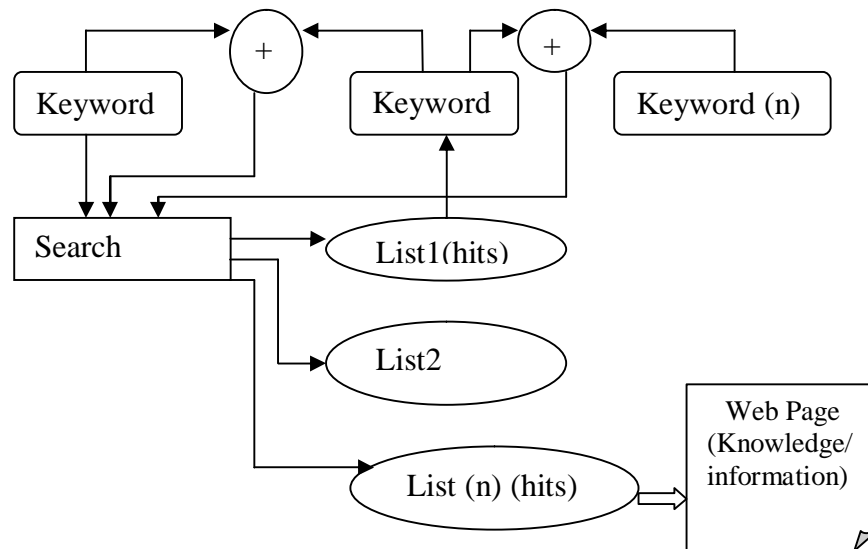 +
+
Keyword
Keyword
Keyword (n)
Search
List1(hits)
List2
Web Page
(Knowledge/
information)
List (n) (hits)